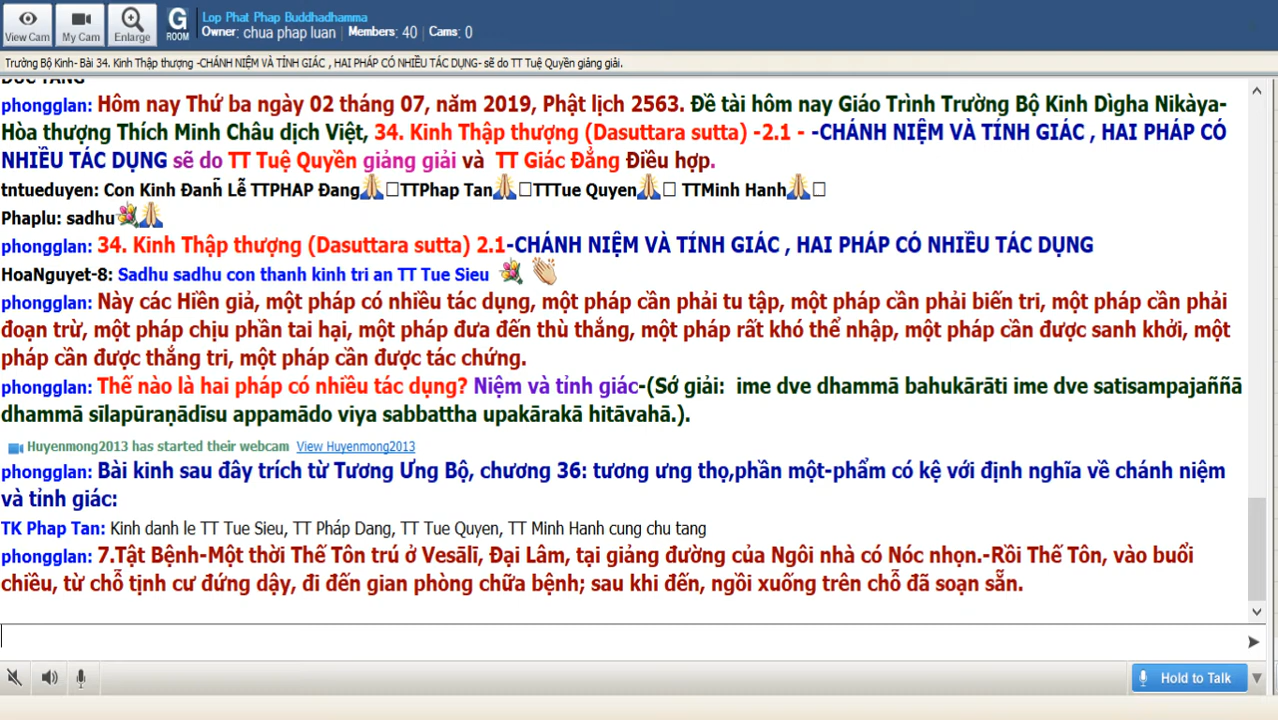 View Cam
My Cam
Enlarge
G
ROOM
Lop Phat Phap Buddhadhamma
Owner: chua phap luan | Members: 40 | Cams: 0
Trường Bộ Kinh- Bài 34. Kinh Thập thượng -CHÁNH NIỆM VÀ TỈNH GIÁC , HAI PHÁP CÓ NHIỀU TÁC DỤNG- sẽ do TT Tuệ Quyền giảng giải.
phongglan: Hôm nay Thứ ba ngày 02 tháng 07, năm 2019, Phật lịch 2563. Đề tài hôm nay Giáo Trình Trường Bộ Kinh Dìgha Nikàya-
Hòa thượng Thích Minh Châu dịch Việt, 34. Kinh Thập thượng (Dasuttara sutta) -2.1 - -CHÁNH NIỆM VÀ TỈNH GIÁC , HAI PHÁP CÓ
NHIỀU TÁC DỤNG sẽ do TT Tuệ Quyền giảng giải và TT Giác Đẳng Điều hợp.
tntueduyen: Con Kinh Đanh̃ Lễ TTPHAP Đang🙏□TTPhap Tan🙏□TTTue Quyen🙏□ TTMinh Hanh🙏□
Phaplu: sadhu💐🙏
phongglan: 34. Kinh Thập thượng (Dasuttara sutta) 2.1-CHÁNH NIỆM VÀ TỈNH GIÁC , HAI PHÁP CÓ NHIỀU TÁC DỤNG
HoaNguyet-8: Sadhu sadhu con thanh kinh tri an TT Tue Sieu 💐 👏
phongglan: Này các Hiền giả, một pháp có nhiều tác dụng, một pháp cần phải tu tập, một pháp cần phải biến tri, một pháp cần phải
đoạn trừ, một pháp chịu phần tai hại, một pháp đưa đến thù thắng, một pháp rất khó thể nhập, một pháp cần được sanh khởi, một
pháp cần được thắng tri, một pháp cần được tác chứng.
phongglan: Thế nào là hai pháp có nhiều tác dụng? Niệm và tỉnh giác-(Sớ giải: ime dve dhammā bahukārāti ime dve satisampajaññā
dhammā sīlapūraṇādīsu appamādo viya sabbattha upakārakā hitāvahā.).
Huyenmong2013 has started their webcam View Huyenmong2013
phongglan: Bài kinh sau đây trích từ Tương Ưng Bộ, chương 36: tương ưng thọ,phần một-phẩm có kệ với định nghĩa về chánh niệm
và tỉnh giác:
TK Phap Tan: Kinh danh le TT Tue Sieu, TT Pháp Dang, TT Tue Quyen, TT Minh Hanh cung chu tang
phongglan: 7.Tật Bệnh-Một thời Thế Tôn trú ở Vesālī, Đại Lâm, tại giảng đường của Ngôi nhà có Nóc nhọn.-Rồi Thế Tôn, vào buổi
chiều, từ chỗ tịnh cư đứng dậy, đi đến gian phòng chữa bệnh; sau khi đến, ngồi xuống trên chỗ đã soạn sẵn.
Hold to Talk